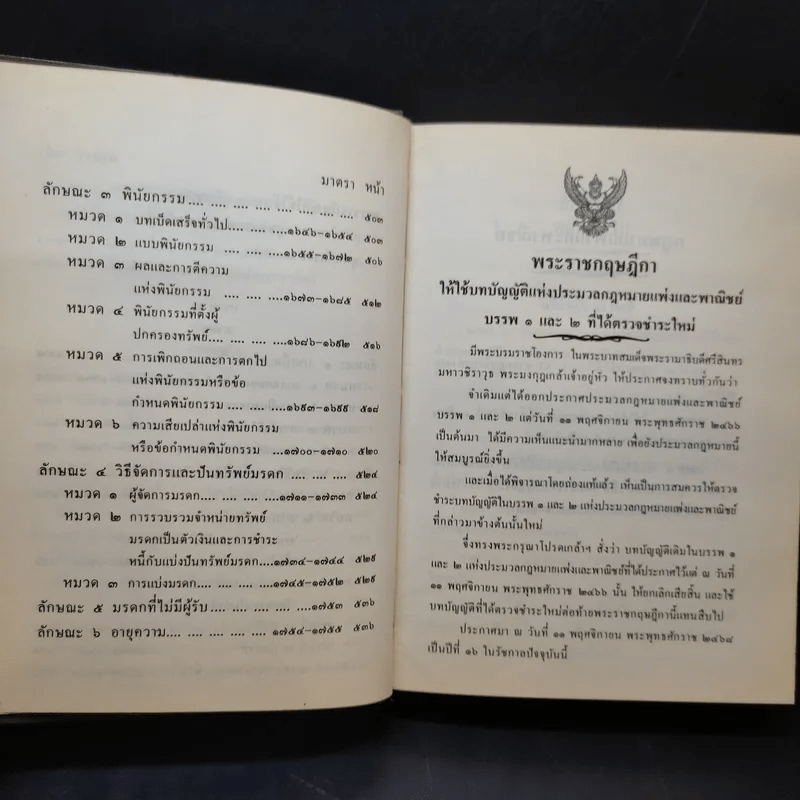 มาตรา หน้า
ลักษณะ ๓ พินัยกรรม.... .... .... .... .... .... .... .... ๕๐๓
หมวด ๑ บทเบ็ดเสร็จทั่วไป.... .... ....๑๖๔๖-๑๖๕๔ ๕๐๓
หมวด ๒ แบบพินัยกรรม .... .... ....๑๖๕๕-๑๖๗๒ ๕๐๖
หมวด ๓ ผลและการตีความ
แห่งพินัยกรรม .... .... ....๑๖๗๓-๑๖๘๕ ๕๑๒
หมวด ๔ พินัยกรรมที่ตั้งผู้
ปกครองทรัพย์.... .... ....๑๖๘๖-๑๖๙๒ ๕๑๖
หมวด ๕ การเพิกถอนและการตกไป
แห่งพินัยกรรมหรือข้อ
กำหนดพินัยกรรม.... .... ....๑๖๙๓-๑๖๙๙ ๕๑๘
หมวด ๖ ความเสียเปล่าแห่งพินัยกรรม
หรือข้อกำหนดพินัยกรรม ....๑๗๐๐-๑๗๑๐ ๕๒๐
ลักษณะ ๔ วิธีจัดการและปันทรัพย์มรดก .... .... .... ๕๒๔
หมวด ๑ ผู้จัดการมรดก.... .... ....๑๗๑๑-๑๗๓๓ ๕๒๔
หมวด ๒ การรวบรวมจำหน่ายทรัพย์
มรดกเป็นตัวเงินและการชำระ
หนี้กับแบ่งปันทรัพย์มรดก....๑๗๓๔-๑๗๔๔ ๕๒๙
หมวด ๓ การแบ่งมรดก.... .... ....๑๗๔๕-๑๗๕๒ ๕๒๙
ลักษณะ ๕ มรดกที่ไม่มีผู้รับ.... .... .... ....๑๗๕๓ ๕๓๖
ลักษณะ ๖ อายุความ.... .... .... .... ....๑๗๕๔-๑๗๕๕ ๕๓๖
พระราชกฤษฎีกา
ให้ใช้บทบัญญัติแห่งประมวลกฎหมายแพ่งและพาณิชย์
บรรพ ๑ และ ๒ ที่ได้ตรวจชำระใหม่
มีพระบรมราชโองการ ในพระบาทสมเด็จพระรามาธิบดีศรีสินทร
มหาวชิราวุธ พระมงกุฎเกล้าเจ้าอยู่หัว ให้ประกาศจงทราบทั่วกันว่า
จำเดิมแต่ได้ออกประกาศประมวลกฎหมายแพ่งและพาณิชย์
บรรพ ๑ และ ๒ แต่วันที่ ๑๑ พฤศจิกายน พระพุทธศักราช ๒๔๖๖
เป็นต้นมา ได้มีความเห็นแนะนำมากหลาย เพื่อยังประมวลกฎหมายนี้
ให้สมบูรณ์ยิ่งขึ้น
และเมื่อได้พิจารณาโดยถ่องแท้แล้ว เห็นเป็นการสมควรให้ตรวจ
ชำระบทบัญญัติในบรรพ ๑ และ ๒ แห่งประมวลกฎหมายแพ่งและพาณิชย์
ที่กล่าวมาข้างต้นนั้นใหม่
จึ่งทรงพระกรุณาโปรดเกล้าฯ สั่งว่า บทบัญญัติเดิมในบรรพ ๑
และ ๒ แห่งประมวลกฎหมายแพ่งและพาณิชย์ที่ได้ประกาศไว้แต่ ณ วันที่
๑๑ พฤศจิกายน พระพุทธศักราช ๒๔๖๖ นั้น ให้ยกเลิกเสียสิ้น และใช้
บทบัญญัติที่ได้ตรวจชำระใหม่ต่อท้ายพระราชกฤษฎีกานี้แทนสืบไป
ประกาศมา ณ วันที่ ๑๑ พฤศจิกายน พระพุทธศักราช ๒๔๖๘
เป็นปีที่ ๑๖ ในรัชกาลปัจจุบันนี้